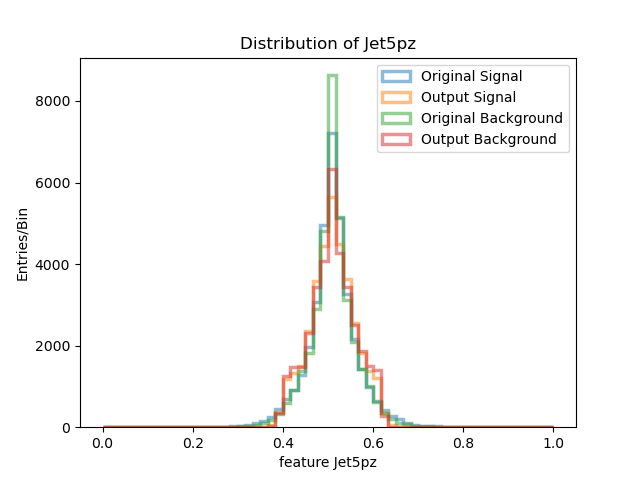 Distribution of Jet5pz
Original Signal
Output Signal
Original Background
Output Background
Entries/Bin
8000
6000
4000
2000
0
0.0 0.2 0.4 0.6 0.8 1.0
feature Jet5pz